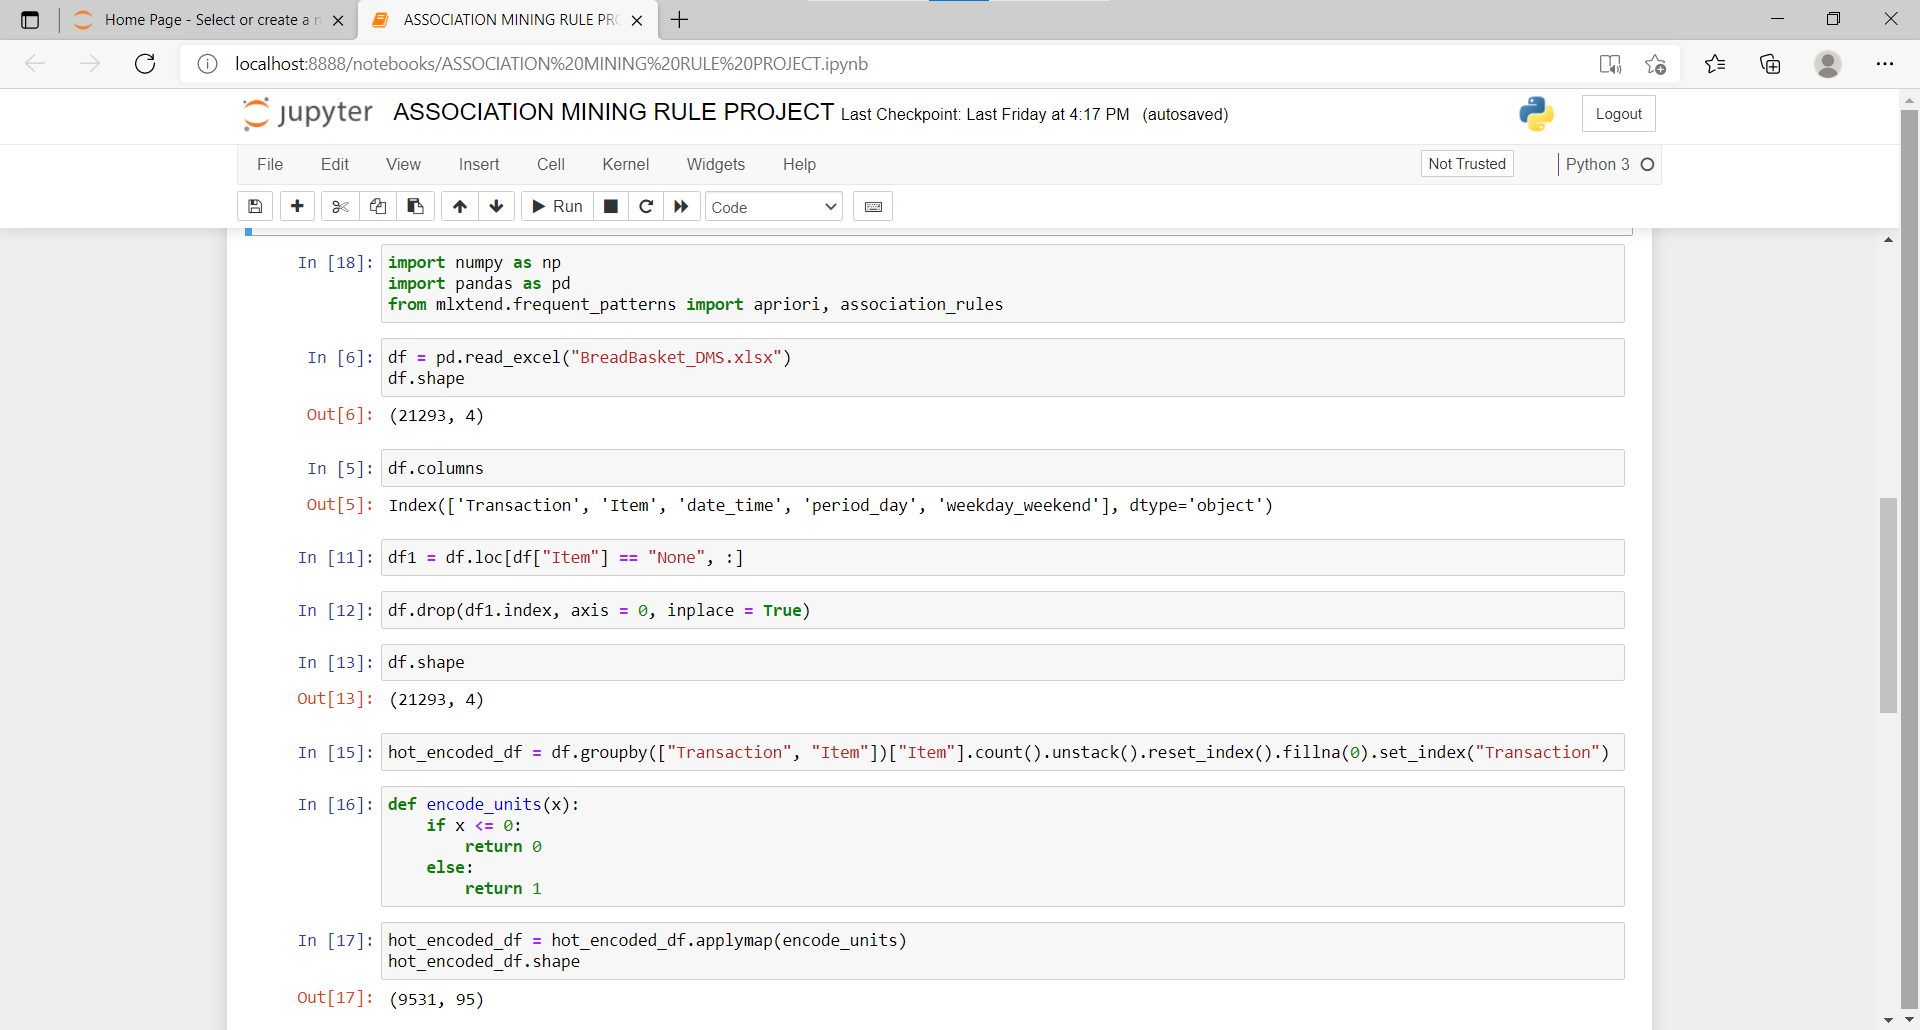 Home Page - Select or create a n
ASSOCIATION MINING RULE PRO
localhost:8888/notebooks/ASSOCIATION%20MINING%20RULE%20PROJECT.ipynb
jupyter ASSOCIATION MINING RULE PROJECT Last Checkpoint: Last Friday at 4:17 PM (autosaved)
Logout
File Edit View Insert Cell Kernel Widgets Help
Not Trusted
Python 3
Run
Code
In [18]: import numpy as np
import pandas as pd
from mlxtend.frequent_patterns import apriori, association_rules
In [6]: df = pd.read_excel("BreadBasket_DMS.xlsx")
df.shape
Out[6]: (21293, 4)
In [5]: df.columns
Out[5]: Index(['Transaction', 'Item', 'date_time', 'period_day', 'weekday_weekend'], dtype='object')
In [11]: df1 = df.loc[df["Item"] == "None", :]
In [12]: df.drop(df1.index, axis = 0, inplace = True)
In [13]: df.shape
Out[13]: (21293, 4)
In [15]: hot_encoded_df = df.groupby(["Transaction", "Item"])["Item"].count().unstack().reset_index().fillna(0).set_index("Transaction")
In [16]: def encode_units(x):
if x <= 0:
return 0
else:
return 1
In [17]: hot_encoded_df = hot_encoded_df.applymap(encode_units)
hot_encoded_df.shape
Out[17]: (9531, 95)